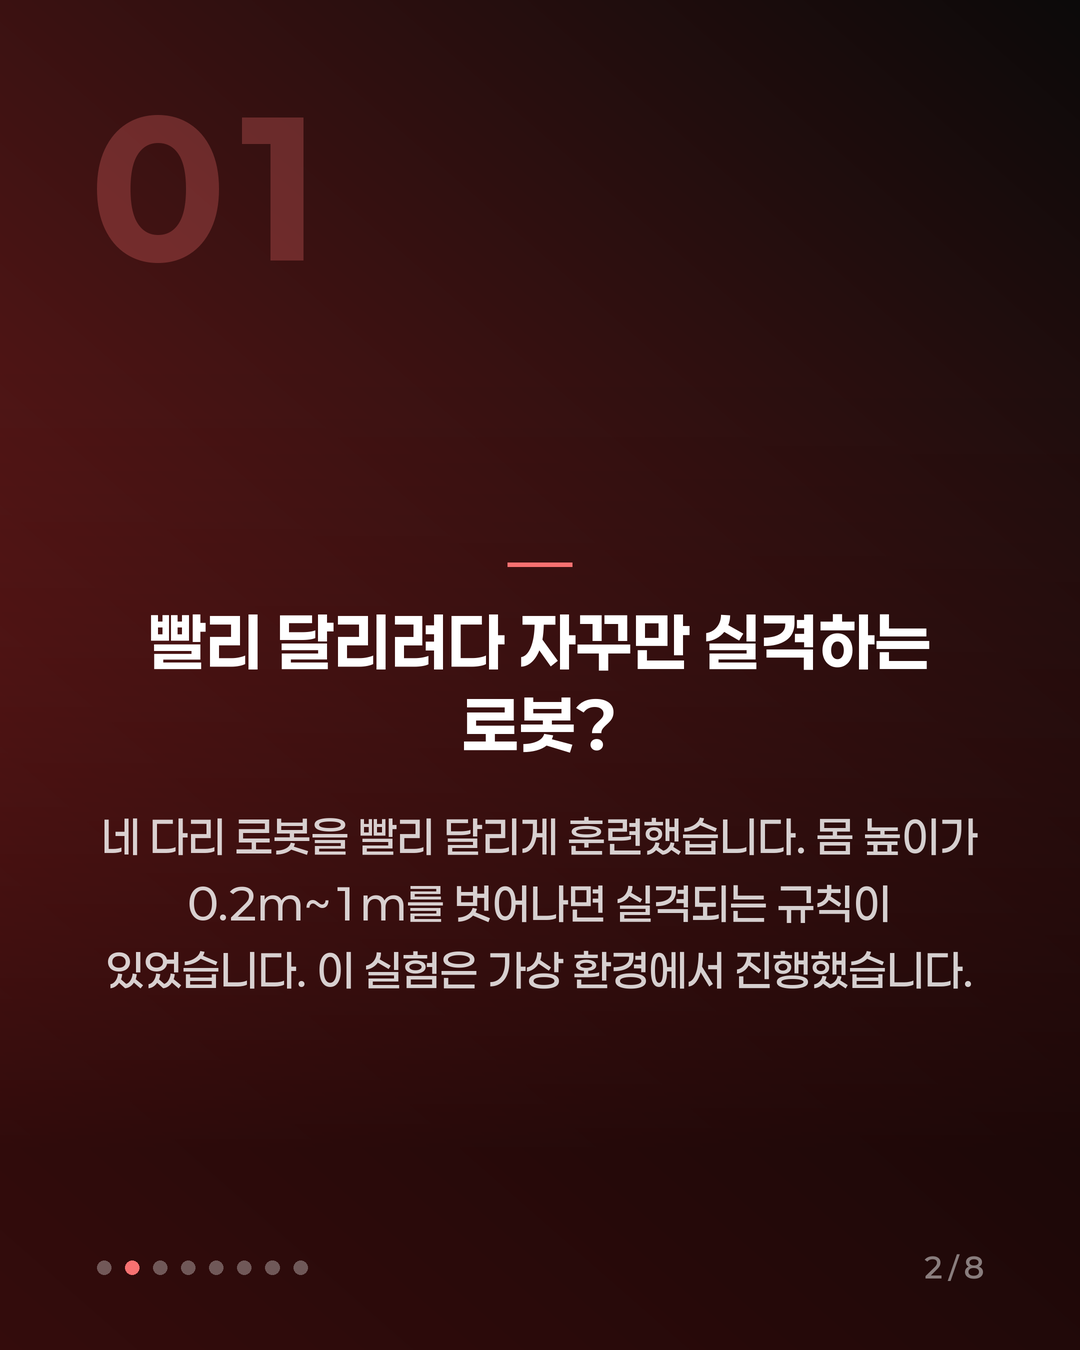 01
빨리 달리려다 자꾸만 실격하는
로봇?
네 다리 로봇을 빨리 달리게 훈련했습니다. 몸 높이가
0.2m~1m를 벗어나면 실격되는 규칙이
있었습니다. 이 실험은 가상 환경에서 진행했습니다.
2/8